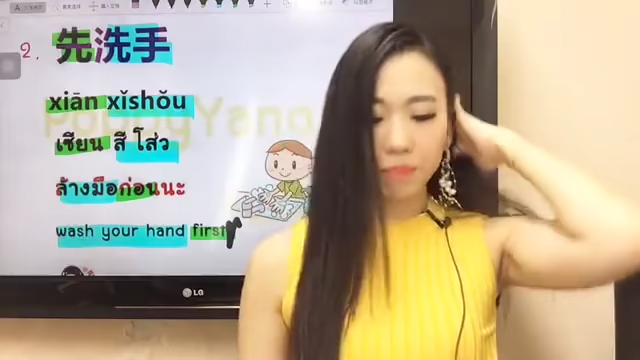 2. 先洗手
xiān xǐshǒu
เซียน สี โส่ว
ล้างมือก่อนนะ
wash your hand first
LG